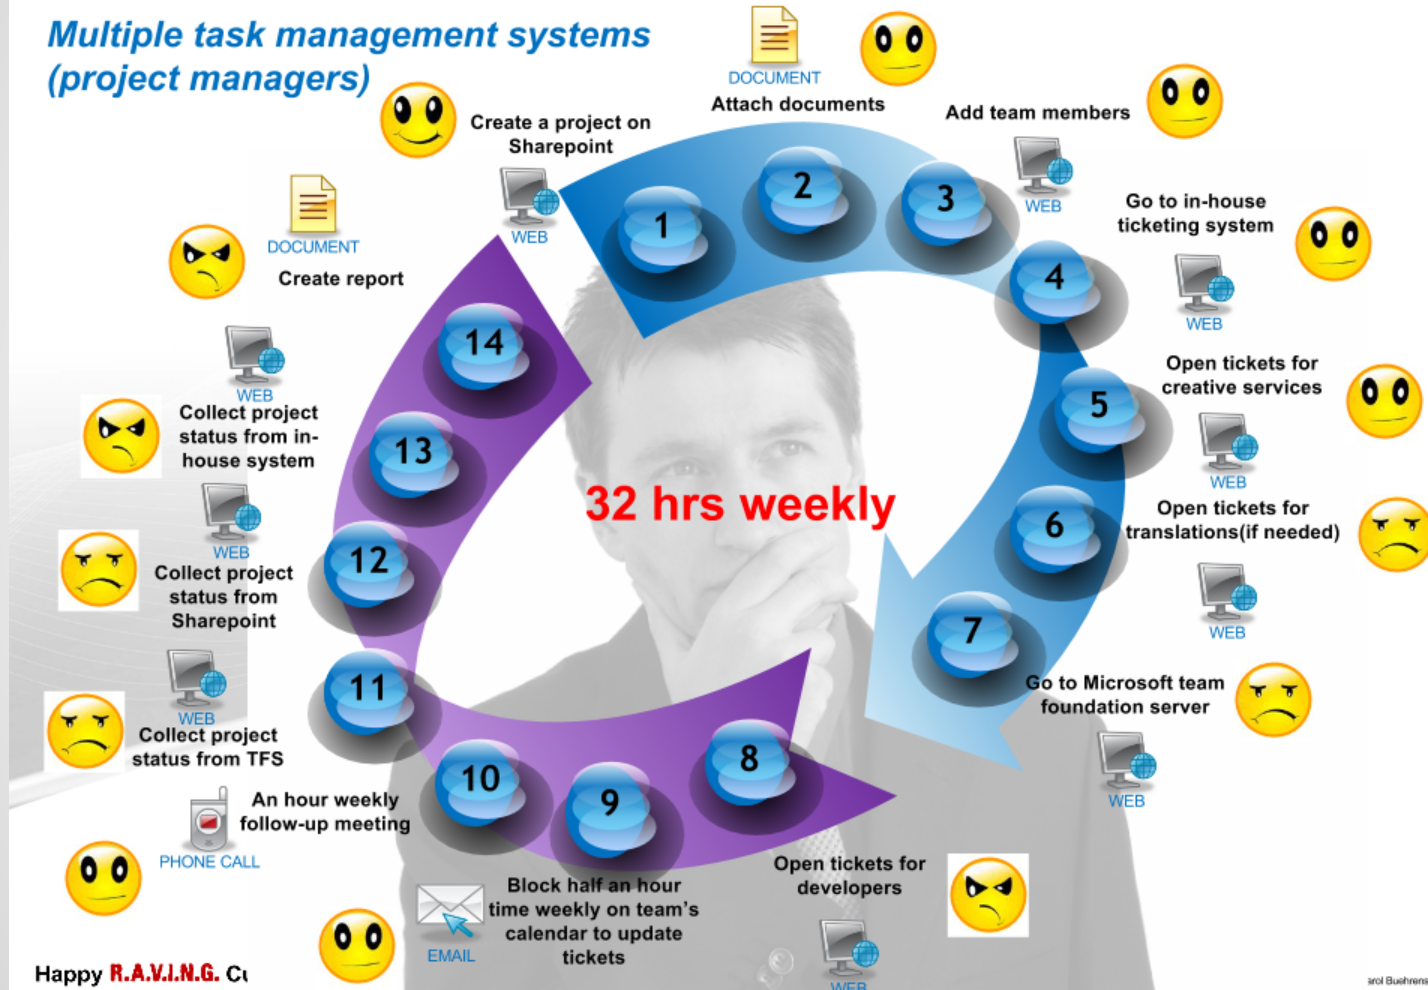 Multiple task management systems
(project managers)
DOCUMENT
Attach documents
Add team members
WEB
Create a project on
Sharepoint
WEB
1
2
3
4
5
6
7
8
9
10
11
12
13
14
Go to in-house
ticketing system
WEB
Open tickets for
creative services
WEB
Open tickets for
translations(if needed)
WEB
Go to Microsoft team
foundation server
WEB
Open tickets for
developers
WEB
Block half an hour
time weekly on team's
calendar to update
tickets
EMAIL
An hour weekly
follow-up meeting
PHONE CALL
Collect project
status from TFS
WEB
Collect project
status from
Sharepoint
WEB
Collect project
status from in-
house system
WEB
Create report
DOCUMENT
32 hrs weekly
Happy R.A.V.I.N.G.
Buehrens